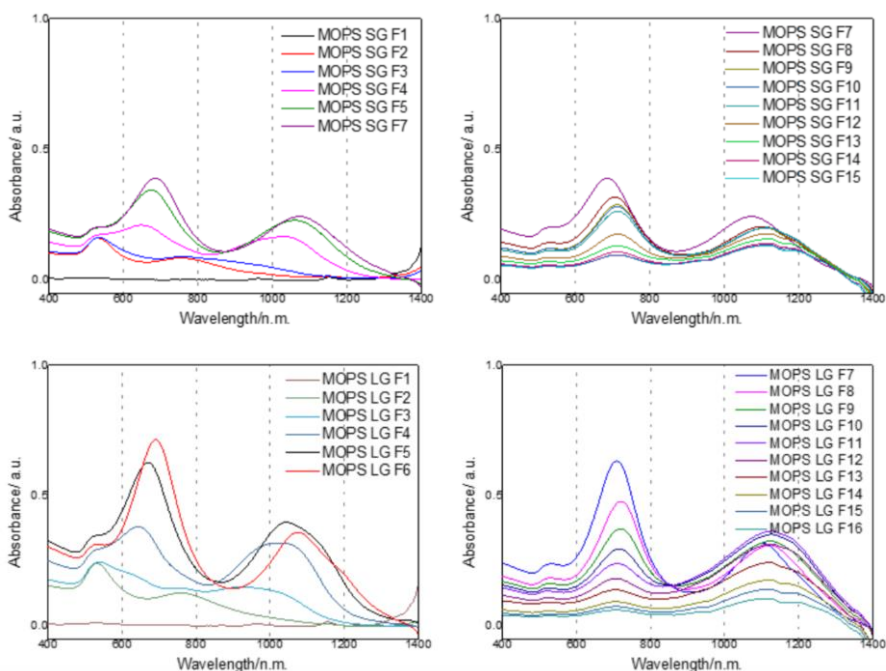 1.0
MOPS SG F1
MOPS SG F2
MOPS SG F3
MOPS SG F4
MOPS SG F5
MOPS SG F7
0.5
0.0
Absorbance/ a.u.
400 600 800 1000 1200 1400
Wavelength/n.m.
1.0
MOPS SG F7
MOPS SG F8
MOPS SG F9
MOPS SG F10
MOPS SG F11
MOPS SG F12
MOPS SG F13
MOPS SG F14
MOPS SG F15
0.5
0.0
Absorbance/ a.u.
400 600 800 1000 1200 1400
Wavelength/n.m.
1.0
MOPS LG F1
MOPS LG F2
MOPS LG F3
MOPS LG F4
MOPS LG F5
MOPS LG F6
0.5
0.0
Absorbance/ a.u.
400 600 800 1000 1200 1400
Wavelength/n.m.
1.0
MOPS LG F7
MOPS LG F8
MOPS LG F9
MOPS LG F10
MOPS LG F11
MOPS LG F12
MOPS LG F13
MOPS LG F14
MOPS LG F15
MOPS LG F16
0.5
0.0
Absorbance/ a.u.
400 600 800 1000 1200 1400
Wavelength/n.m.